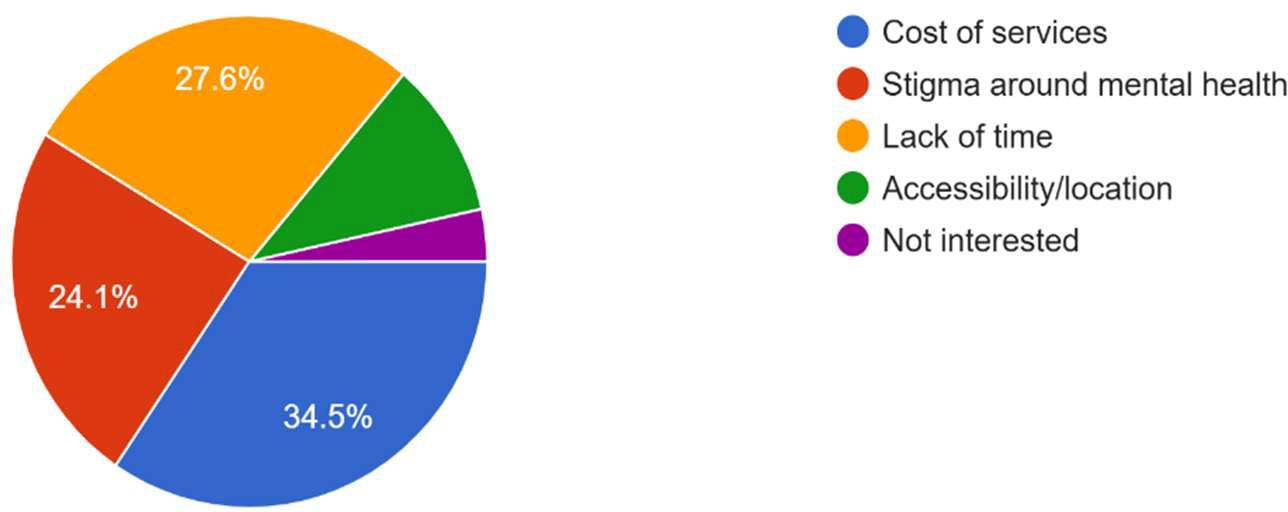 27.6%
24.1%
34.5%
Cost of services
Stigma around mental health
Lack of time
Accessibility/location
Not interested